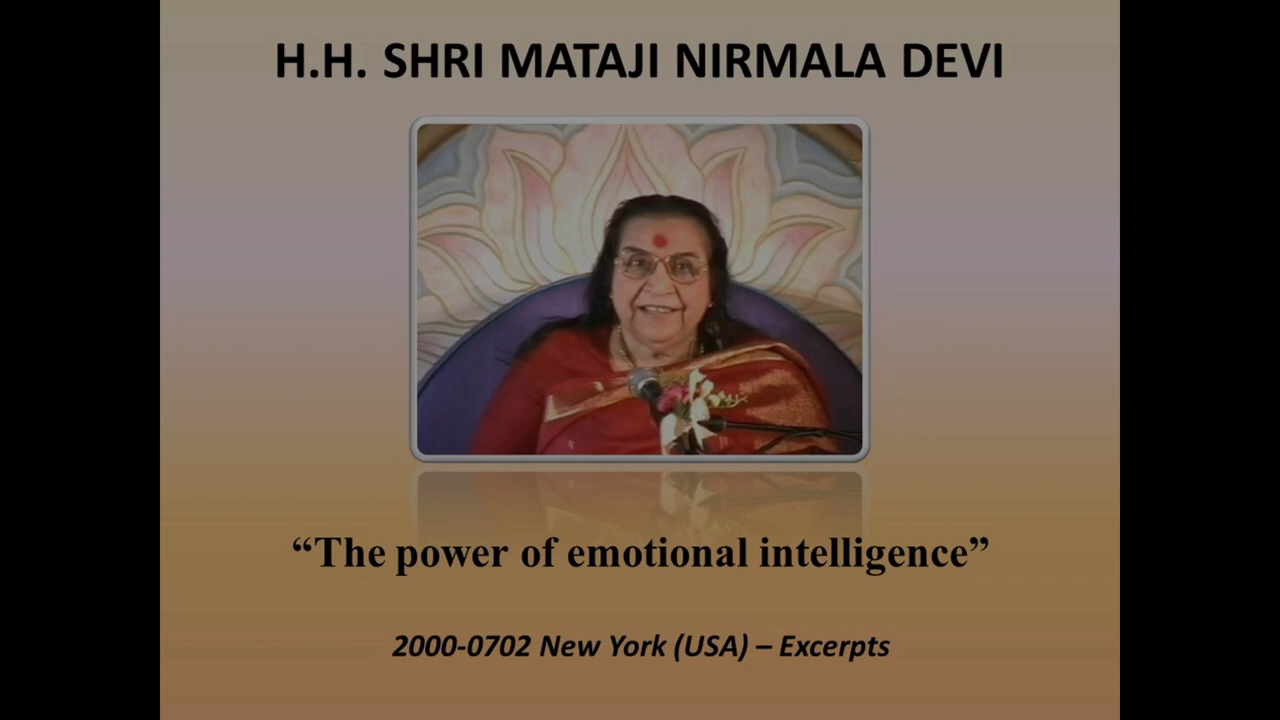 H.H. SHRI MATAJI NIRMALA DEVI
“The power of emotional intelligence”
2000-0702 New York (USA) – Excerpts